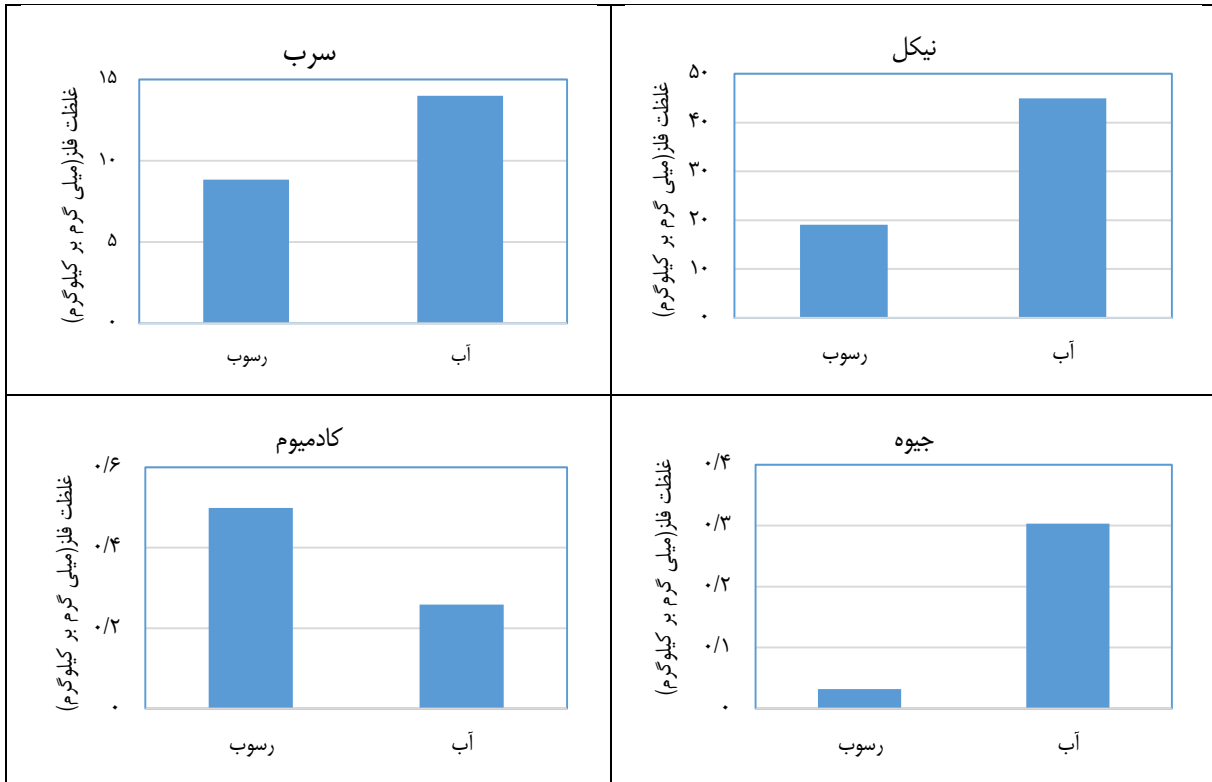 سرب
غلظت فلز(میلی گرم بر کیلوگرم)
۱۵
۱۰
۵
۰
رسوب
آب
نیکل
غلظت فلز(میلی گرم بر کیلوگرم)
۵۰
۴۰
۳۰
۲۰
۱۰
۰
رسوب
آب
کادمیوم
غلظت فلز(میلی گرم بر کیلوگرم)
۰/۶
۰/۴
۰/۲
۰
رسوب
آب
جیوه
غلظت فلز(میلی گرم بر کیلوگرم)
۰/۴
۰/۳
۰/۲
۰/۱
۰
رسوب
آب